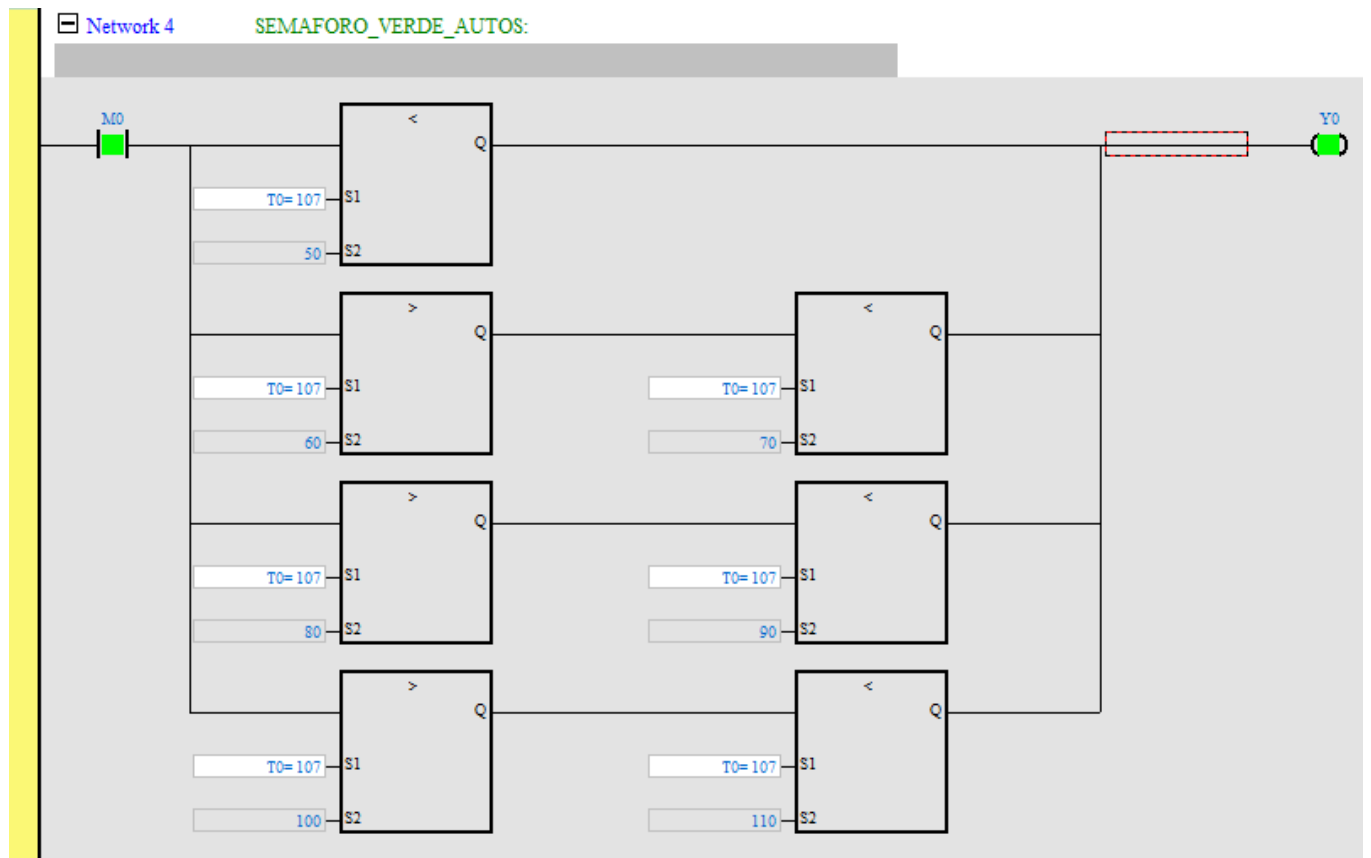 Network 4 SEMAFORO_VERDE_AUTOS:
M0 < Y0
Q
T0= 107 S1
50 S2
> <
Q Q
T0= 107 S1 T0= 107 S1
60 S2 70 S2
> <
Q Q
T0= 107 S1 T0= 107 S1
80 S2 90 S2
> <
Q Q
T0= 107 S1 T0= 107 S1
100 S2 110 S2